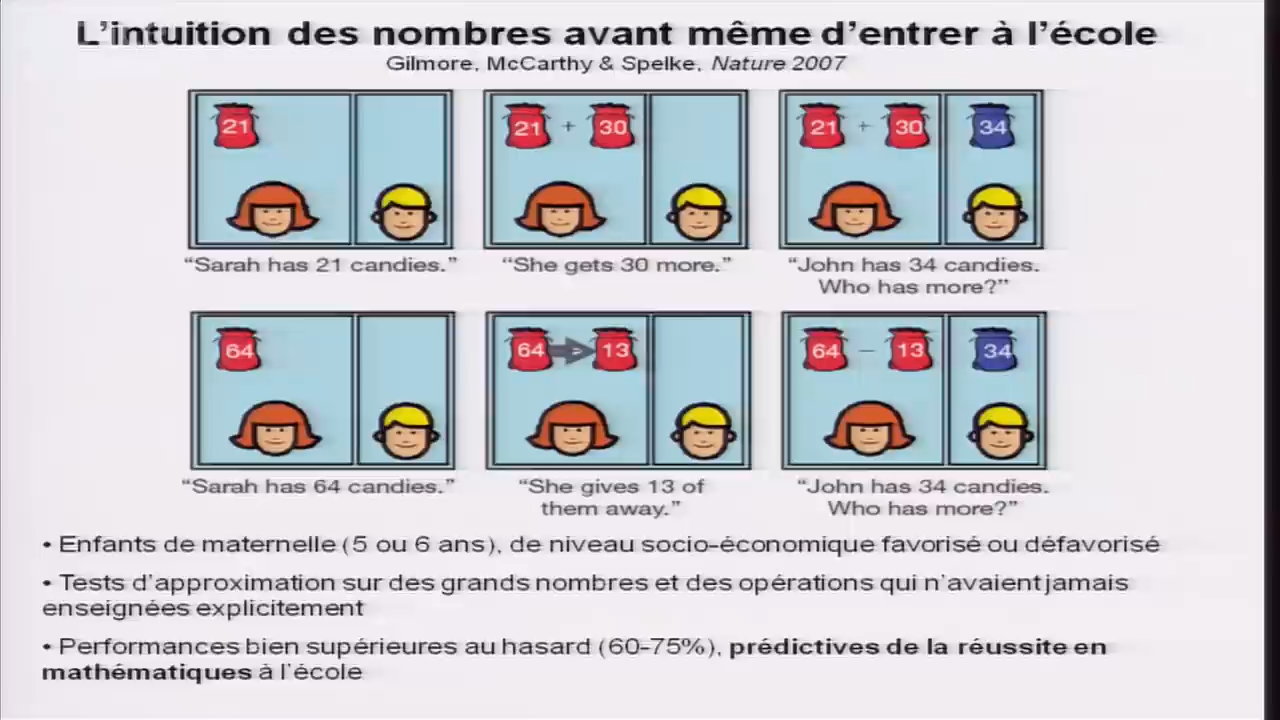 L'intuition des nombres avant même d'entrer à l'école
Gilmore, McCarthy & Spelke, Nature 2007
21
21 + 30
21 + 30 34
"Sarah has 21 candies."
"She gets 30 more."
"John has 34 candies.
Who has more?"
64
64 13
64 – 13 34
"Sarah has 64 candies."
"She gives 13 of
them away."
"John has 34 candies.
Who has more?"
• Enfants de maternelle (5 ou 6 ans), de niveau socio-économique favorisé ou défavorisé
• Tests d'approximation sur des grands nombres et des opérations qui n'avaient jamais
enseignées explicitement
• Performances bien supérieures au hasard (60-75%), prédictives de la réussite en
mathématiques à l'école